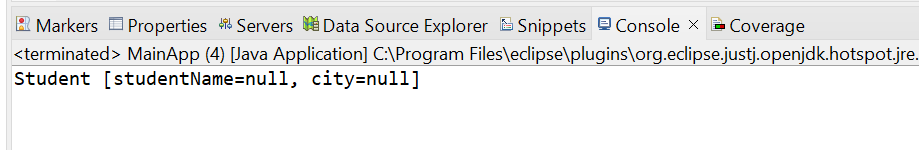 Markers Properties Servers Data Source Explorer Snippets Console Coverage
<terminated> MainApp (4) [Java Application] C:\Program Files\eclipse\plugins\org.eclipse.justj.openjdk.hotspot.jre.
Student [studentName=null, city=null]